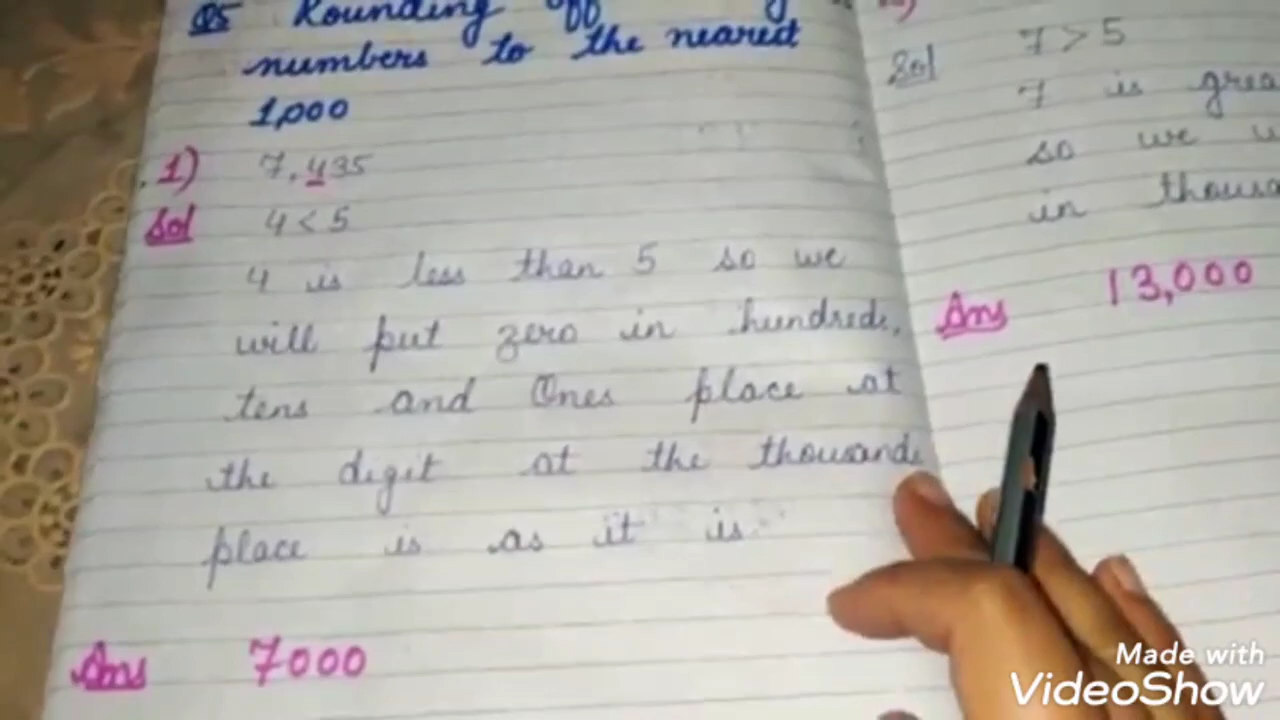 Q5 Rounding off
numbers to the nearest
1,000
1) 7,435
Sol 4 < 5
4 is less than 5 so we
will put zero in hundreds,
tens and Ones place at
the digit at the thousands
place is as it is
Ans 7000
Sol 7 > 5
7 is grea
so we w
in thousa
Ans 13,000
Made with
VideoShow